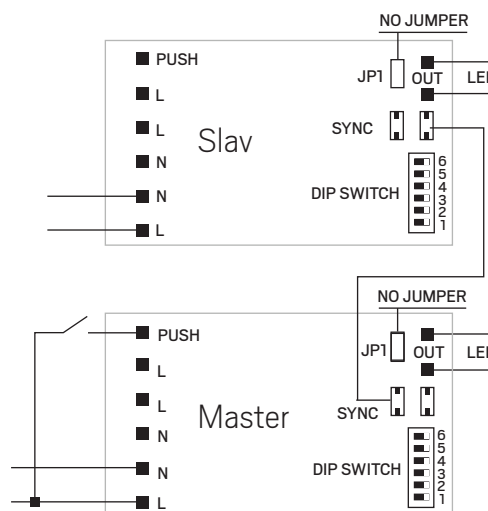 NO JUMPER
PUSH
JP1
OUT
L
L
SYNC
Slav
N
DIP SWITCH
6
5
4
3
2
1
N
L
NO JUMPER
PUSH
JP1
OUT
L
L
SYNC
Master
N
DIP SWITCH
6
5
4
3
2
1
N
L